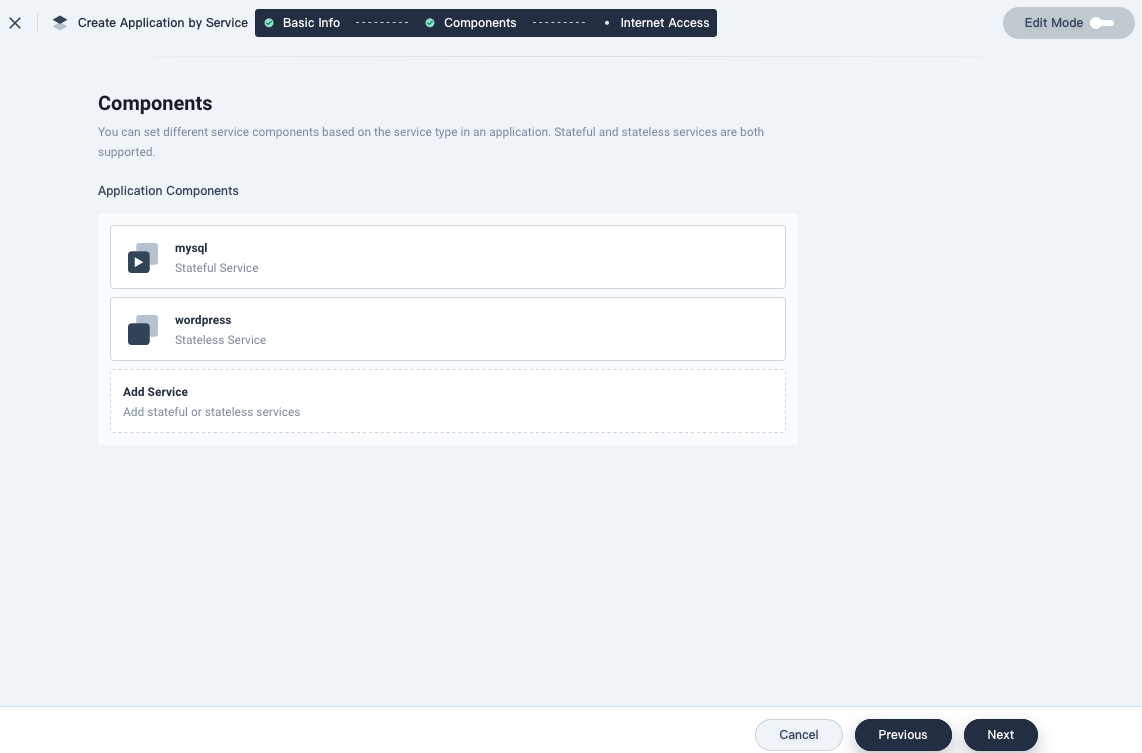 Create Application by Service
Basic Info
Components
Internet Access
Edit Mode
Components
You can set different service components based on the service type in an application. Stateful and stateless services are both
supported.
Application Components
mysql
Stateful Service
wordpress
Stateless Service
Add Service
Add stateful or stateless services
Cancel
Previous
Next